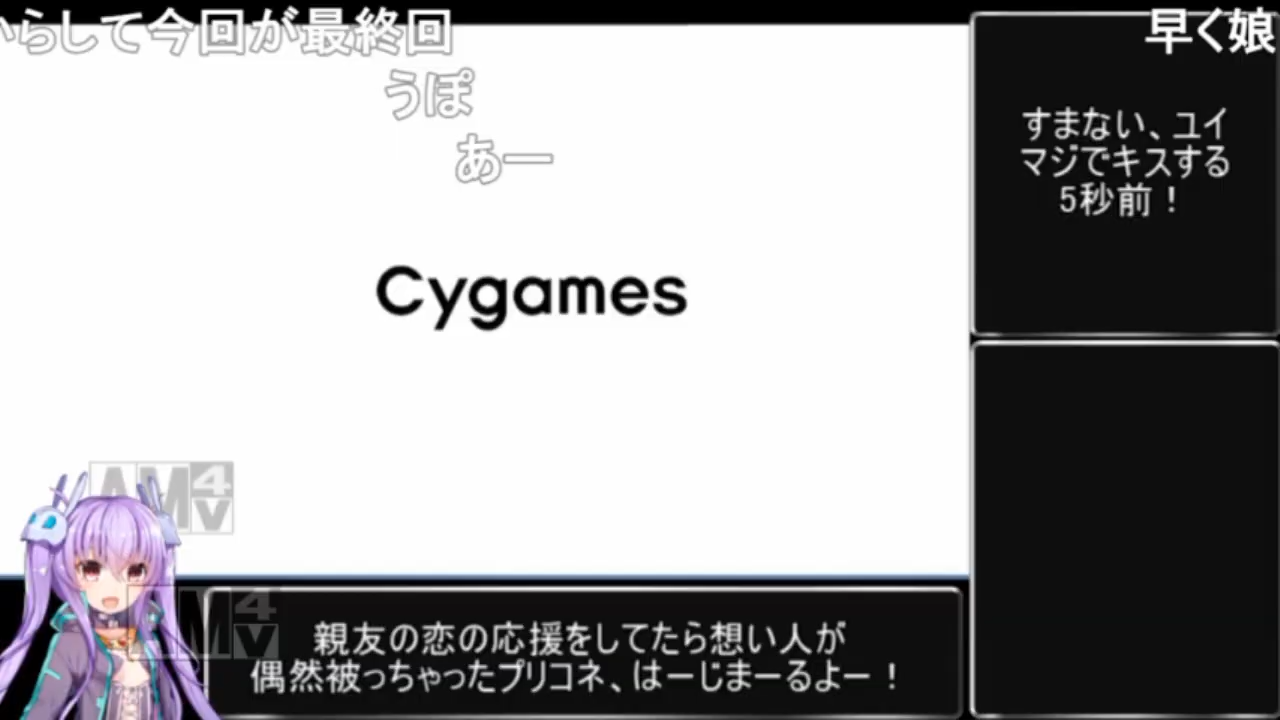 らして今回が最終回
早く娘
うぽ
あー
すまない、ユイ
マジでキスする
5秒前！
Cygames
AM4V
AM4V
親友の恋の応援をしてたら想い人が
偶然被っちゃったプリコネ、はーじまーるよー！